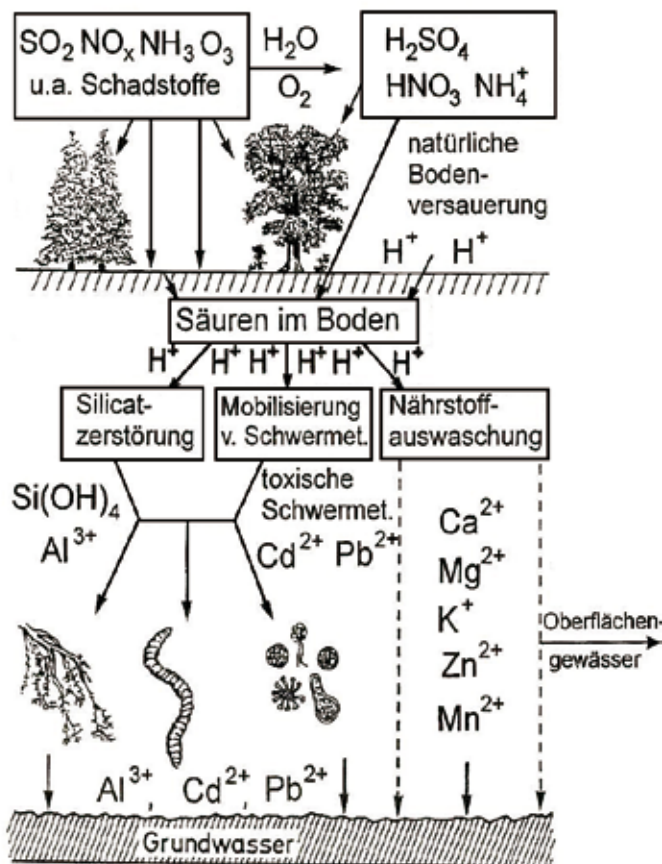 SO₂ NOₓ NH₃ O₃
u.a. Schadstoffe
H₂O
O₂
H₂SO₄
HNO₃ NH₄⁺
natürliche
Boden-
versauerung
H⁺ H⁺
Säuren im Boden
H⁺ H⁺ H⁺ H⁺ H⁺ H⁺
Silicat-
zerstörung
Mobilisierung
v. Schwermet.
Nährstoff-
auswaschung
Si(OH)₄
Al³⁺
toxische
Schwermet.
Cd²⁺ Pb²⁺
Ca²⁺
Mg²⁺
K⁺
Zn²⁺
Mn²⁺
Oberflächen-
gewässer
Al³⁺, Cd²⁺, Pb²⁺
Grundwasser